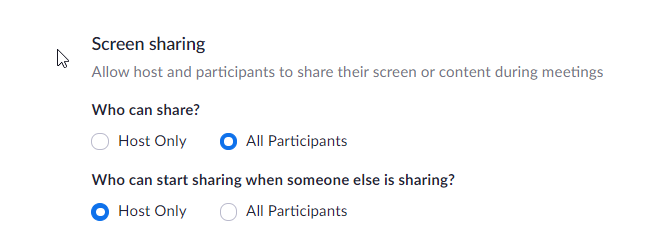 Screen sharing
Allow host and participants to share their screen or content during meetings
Who can share?
Host Only All Participants
Who can start sharing when someone else is sharing?
Host Only All Participants